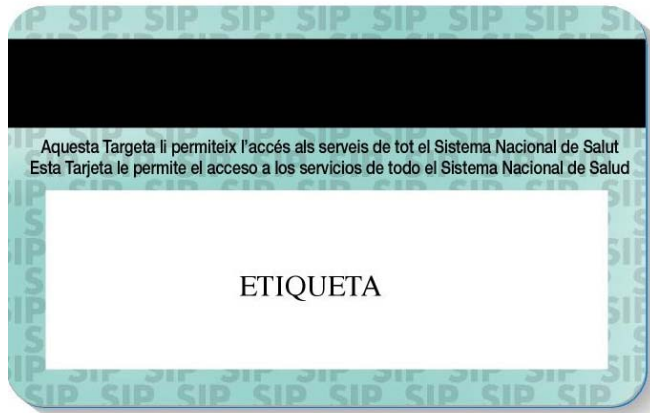 SIP SIP SIP SIP SIP SIP SIP SIP
Aquesta Targeta li permiteix l'accés als serveis de tot el Sistema Nacional de Salut
Esta Tarjeta le permite el acceso a los servicios de todo el Sistema Nacional de Salud
ETIQUETA
SIP SIP SIP SIP SIP SIP SIP SIP